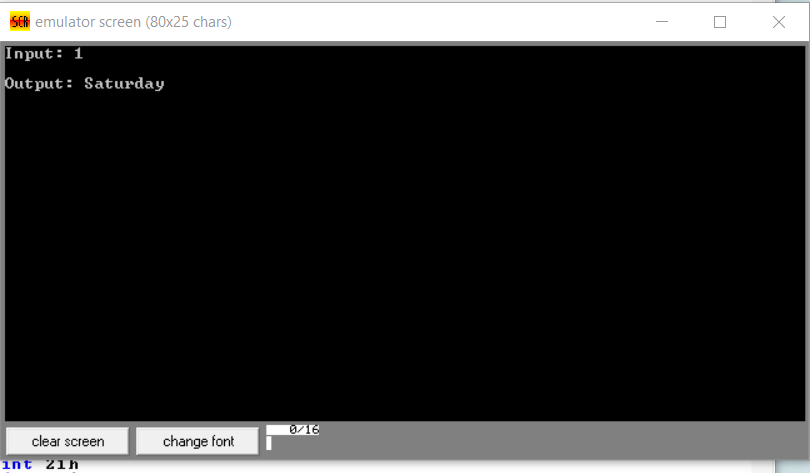 emulator screen (80x25 chars)
Input: 1
Output: Saturday
clear screen
change font
0/16
int 21h